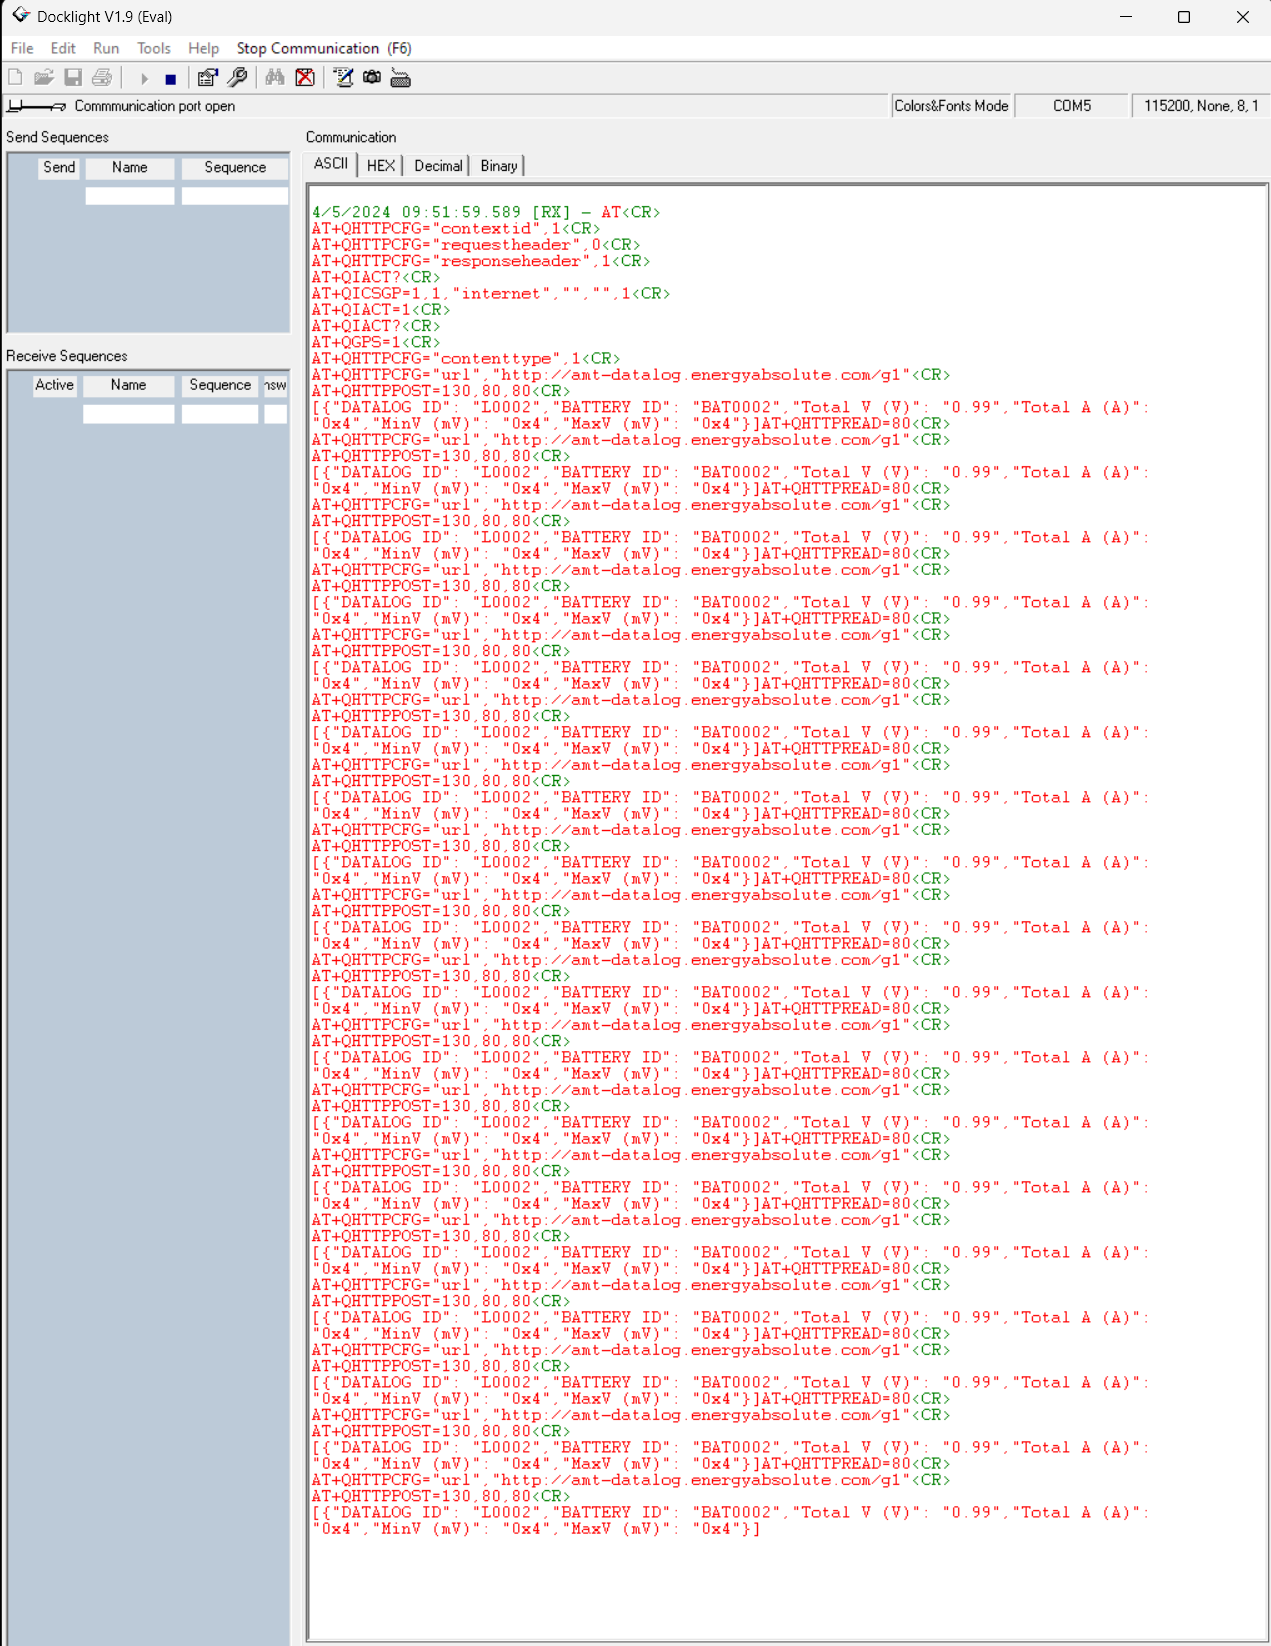 Docklight V1.9 (Eval)
File Edit Run Tools Help Stop Communication (F6)
Commmunication port open
Colors&Fonts Mode COM5 115200, None, 8, 1
Send Sequences
Send Name Sequence
Receive Sequences
Active Name Sequence nsw
Communication
ASCII HEX Decimal Binary
4/5/2024 09:51:59.589 [RX] - AT<CR>
AT+QHTTPCFG="contextid",1<CR>
AT+QHTTPCFG="requestheader",0<CR>
AT+QHTTPCFG="responseheader",1<CR>
AT+QIACT?<CR>
AT+QICSGP=1,1,"internet","","",1<CR>
AT+QIACT=1<CR>
AT+QIACT?<CR>
AT+QGPS=1<CR>
AT+QHTTPCFG="contenttype",1<CR>
AT+QHTTPCFG="url","http://amt-datalog.energyabsolute.com/g1"<CR>
AT+QHTTPPOST=130,80,80<CR>
[{"DATALOG ID": "L0002","BATTERY ID": "BAT0002","Total V (V)": "0.99","Total A (A)":
"0x4","MinV (mV)": "0x4","MaxV (mV)": "0x4"}]AT+QHTTPREAD=80<CR>
AT+QHTTPCFG="url","http://amt-datalog.energyabsolute.com/g1"<CR>
AT+QHTTPPOST=130,80,80<CR>
[{"DATALOG ID": "L0002","BATTERY ID": "BAT0002","Total V (V)": "0.99","Total A (A)":
"0x4","MinV (mV)": "0x4","MaxV (mV)": "0x4"}]AT+QHTTPREAD=80<CR>
AT+QHTTPCFG="url","http://amt-datalog.energyabsolute.com/g1"<CR>
AT+QHTTPPOST=130,80,80<CR>
[{"DATALOG ID": "L0002","BATTERY ID": "BAT0002","Total V (V)": "0.99","Total A (A)":
"0x4","MinV (mV)": "0x4","MaxV (mV)": "0x4"}]AT+QHTTPREAD=80<CR>
AT+QHTTPCFG="url","http://amt-datalog.energyabsolute.com/g1"<CR>
AT+QHTTPPOST=130,80,80<CR>
[{"DATALOG ID": "L0002","BATTERY ID": "BAT0002","Total V (V)": "0.99","Total A (A)":
"0x4","MinV (mV)": "0x4","MaxV (mV)": "0x4"}]AT+QHTTPREAD=80<CR>
AT+QHTTPCFG="url","http://amt-datalog.energyabsolute.com/g1"<CR>
AT+QHTTPPOST=130,80,80<CR>
[{"DATALOG ID": "L0002","BATTERY ID": "BAT0002","Total V (V)": "0.99","Total A (A)":
"0x4","MinV (mV)": "0x4","MaxV (mV)": "0x4"}]AT+QHTTPREAD=80<CR>
AT+QHTTPCFG="url","http://amt-datalog.energyabsolute.com/g1"<CR>
AT+QHTTPPOST=130,80,80<CR>
[{"DATALOG ID": "L0002","BATTERY ID": "BAT0002","Total V (V)": "0.99","Total A (A)":
"0x4","MinV (mV)": "0x4","MaxV (mV)": "0x4"}]AT+QHTTPREAD=80<CR>
AT+QHTTPCFG="url","http://amt-datalog.energyabsolute.com/g1"<CR>
AT+QHTTPPOST=130,80,80<CR>
[{"DATALOG ID": "L0002","BATTERY ID": "BAT0002","Total V (V)": "0.99","Total A (A)":
"0x4","MinV (mV)": "0x4","MaxV (mV)": "0x4"}]AT+QHTTPREAD=80<CR>
AT+QHTTPCFG="url","http://amt-datalog.energyabsolute.com/g1"<CR>
AT+QHTTPPOST=130,80,80<CR>
[{"DATALOG ID": "L0002","BATTERY ID": "BAT0002","Total V (V)": "0.99","Total A (A)":
"0x4","MinV (mV)": "0x4","MaxV (mV)": "0x4"}]AT+QHTTPREAD=80<CR>
AT+QHTTPCFG="url","http://amt-datalog.energyabsolute.com/g1"<CR>
AT+QHTTPPOST=130,80,80<CR>
[{"DATALOG ID": "L0002","BATTERY ID": "BAT0002","Total V (V)": "0.99","Total A (A)":
"0x4","MinV (mV)": "0x4","MaxV (mV)": "0x4"}]AT+QHTTPREAD=80<CR>
AT+QHTTPCFG="url","http://amt-datalog.energyabsolute.com/g1"<CR>
AT+QHTTPPOST=130,80,80<CR>
[{"DATALOG ID": "L0002","BATTERY ID": "BAT0002","Total V (V)": "0.99","Total A (A)":
"0x4","MinV (mV)": "0x4","MaxV (mV)": "0x4"}]AT+QHTTPREAD=80<CR>
AT+QHTTPCFG="url","http://amt-datalog.energyabsolute.com/g1"<CR>
AT+QHTTPPOST=130,80,80<CR>
[{"DATALOG ID": "L0002","BATTERY ID": "BAT0002","Total V (V)": "0.99","Total A (A)":
"0x4","MinV (mV)": "0x4","MaxV (mV)": "0x4"}]AT+QHTTPREAD=80<CR>
AT+QHTTPCFG="url","http://amt-datalog.energyabsolute.com/g1"<CR>
AT+QHTTPPOST=130,80,80<CR>
[{"DATALOG ID": "L0002","BATTERY ID": "BAT0002","Total V (V)": "0.99","Total A (A)":
"0x4","MinV (mV)": "0x4","MaxV (mV)": "0x4"}]AT+QHTTPREAD=80<CR>
AT+QHTTPCFG="url","http://amt-datalog.energyabsolute.com/g1"<CR>
AT+QHTTPPOST=130,80,80<CR>
[{"DATALOG ID": "L0002","BATTERY ID": "BAT0002","Total V (V)": "0.99","Total A (A)":
"0x4","MinV (mV)": "0x4","MaxV (mV)": "0x4"}]AT+QHTTPREAD=80<CR>
AT+QHTTPCFG="url","http://amt-datalog.energyabsolute.com/g1"<CR>
AT+QHTTPPOST=130,80,80<CR>
[{"DATALOG ID": "L0002","BATTERY ID": "BAT0002","Total V (V)": "0.99","Total A (A)":
"0x4","MinV (mV)": "0x4","MaxV (mV)": "0x4"}]AT+QHTTPREAD=80<CR>
AT+QHTTPCFG="url","http://amt-datalog.energyabsolute.com/g1"<CR>
AT+QHTTPPOST=130,80,80<CR>
[{"DATALOG ID": "L0002","BATTERY ID": "BAT0002","Total V (V)": "0.99","Total A (A)":
"0x4","MinV (mV)": "0x4","MaxV (mV)": "0x4"}]AT+QHTTPREAD=80<CR>
AT+QHTTPCFG="url","http://amt-datalog.energyabsolute.com/g1"<CR>
AT+QHTTPPOST=130,80,80<CR>
[{"DATALOG ID": "L0002","BATTERY ID": "BAT0002","Total V (V)": "0.99","Total A (A)":
"0x4","MinV (mV)": "0x4","MaxV (mV)": "0x4"}]AT+QHTTPREAD=80<CR>
AT+QHTTPCFG="url","http://amt-datalog.energyabsolute.com/g1"<CR>
AT+QHTTPPOST=130,80,80<CR>
[{"DATALOG ID": "L0002","BATTERY ID": "BAT0002","Total V (V)": "0.99","Total A (A)":
"0x4","MinV (mV)": "0x4","MaxV (mV)": "0x4"}]AT+QHTTPREAD=80<CR>
AT+QHTTPCFG="url","http://amt-datalog.energyabsolute.com/g1"<CR>
AT+QHTTPPOST=130,80,80<CR>
[{"DATALOG ID": "L0002","BATTERY ID": "BAT0002","Total V (V)": "0.99","Total A (A)":
"0x4","MinV (mV)": "0x4","MaxV (mV)": "0x4"}]